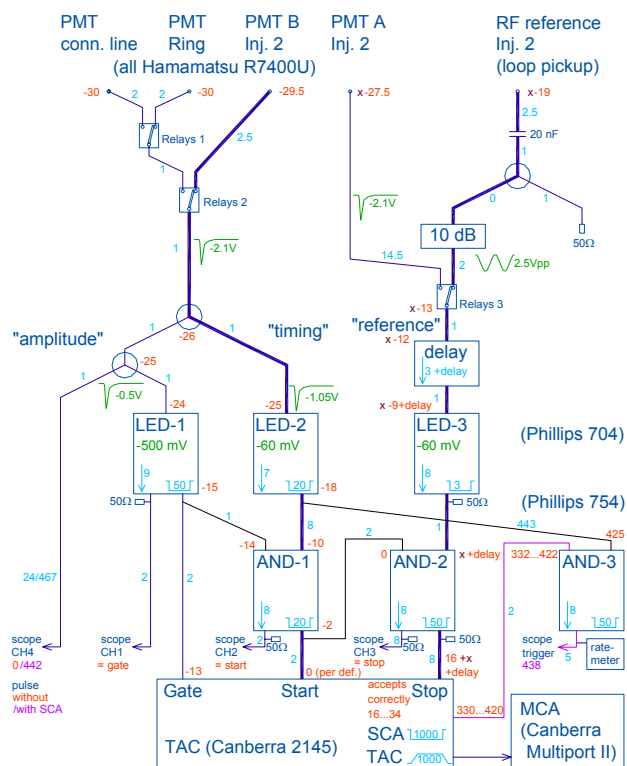 PMT conn. line
PMT Ring
PMT B Inj. 2
PMT A Inj. 2
RF reference Inj. 2 (loop pickup)
(all Hamamatsu R7400U)
-30
2
2
-30
-29.5
x -27.5
x -19
2.5
20 nF
1
Relays 1
2.5
1
Relays 2
0
1
50Ω
-2.1V
10 dB
1
-2.1V
14.5
2
2.5Vpp
Relays 3
x -13
"amplitude"
1
-26
1
"timing"
"reference"
1
x -12
delay
3 +delay
-25
1
1
-0.5V
-24
-25
-1.05V
x -9+delay
1
LED-1
-500 mV
9
50
-15
50Ω
LED-2
-60 mV
7
20
-18
LED-3
-60 mV
8
3
50Ω
(Phillips 704)
(Phillips 754)
1
8
2
1
443
425
-14
-10
0
x +delay
332...422
AND-1
8
-2
AND-2
8
50
AND-3
8
50
24/467
2
2
2
50Ω
2
8
50Ω
8
2
5
scope CH4
0/442
scope CH1
= gate
scope CH2
= start
scope CH3
= stop
scope trigger
438
rate-
meter
pulse
without
/with SCA
-13
0 (per def.)
16 +x
+delay
Gate
Start
accepts
correctly
16...34
Stop
330...420
TAC (Canberra 2145)
SCA
1000
TAC
1000
MCA
(Canberra
Multiport II)